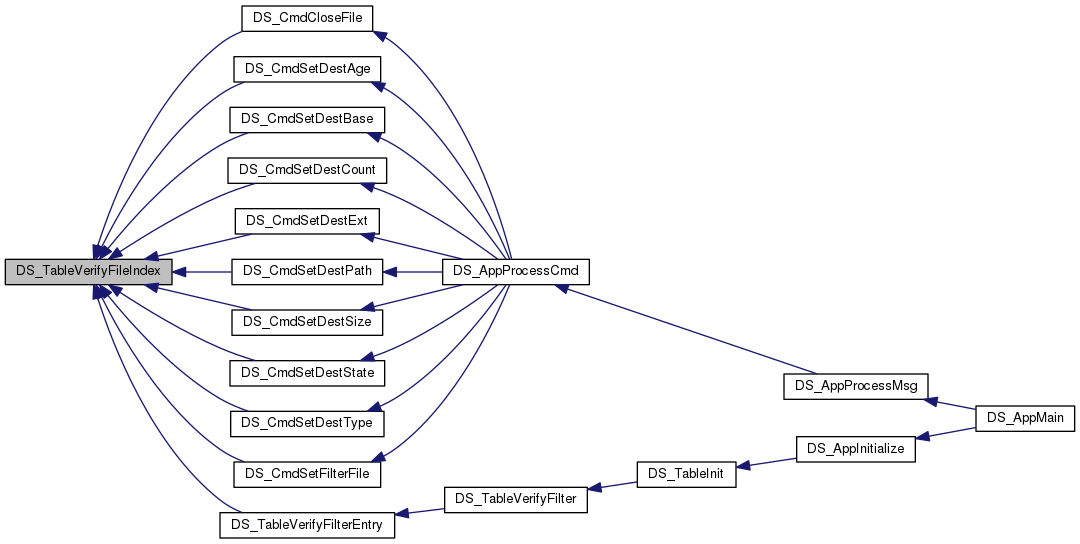 DS_CmdCloseFile
DS_CmdSetDestAge
DS_CmdSetDestBase
DS_CmdSetDestCount
DS_CmdSetDestExt
DS_TableVerifyFileIndex
DS_CmdSetDestPath
DS_AppProcessCmd
DS_CmdSetDestSize
DS_CmdSetDestState
DS_AppProcessMsg
DS_AppMain
DS_CmdSetDestType
DS_AppInitialize
DS_CmdSetFilterFile
DS_TableInit
DS_TableVerifyFilter
DS_TableVerifyFilterEntry